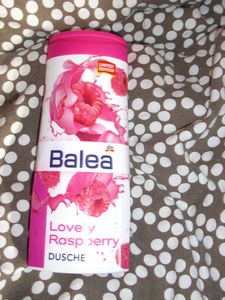 LIMITED
EDITION
Balea
Lovely
Raspberry
DUSCHE